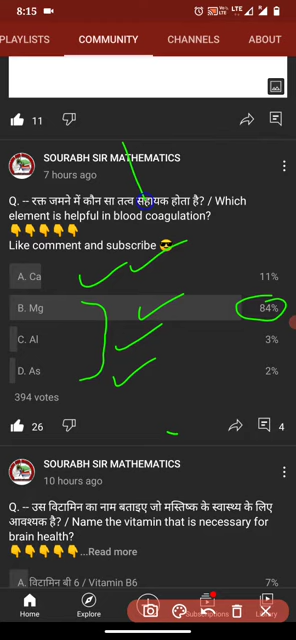 8:15
LTE
PLAYLISTS COMMUNITY CHANNELS ABOUT
11
SOURABH SIR MATHEMATICS
7 hours ago
Q. -- रक्त जमने में कौन सा तत्व सहायक होता है? / Which
element is helpful in blood coagulation?
👇👇👇👇👇
Like comment and subscribe 😎
A. Ca 11%
B. Mg 84%
C. Al 3%
D. As 2%
394 votes
26 4
SOURABH SIR MATHEMATICS
10 hours ago
Q. -- उस विटामिन का नाम बताइए जो मस्तिष्क के स्वास्थ्य के लिए
आवश्यक है? / Name the vitamin that is necessary for
brain health?
👇👇👇👇👇...Read more
A. विटामिन बी 6 / Vitamin B6 7%
Home Explore Subscriptions Library